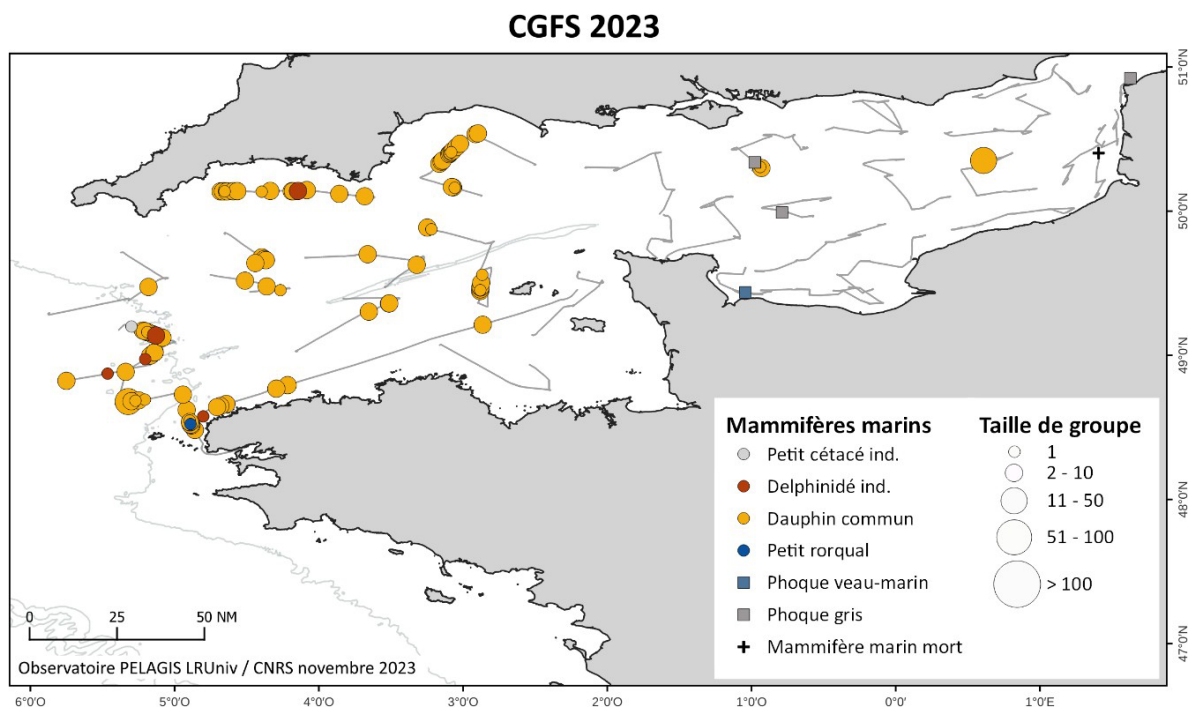 CGFS 2023
51°0'N
50°0'N
49°0'N
48°0'N
47°0'N
Mammifères marins
Petit cétacé ind.
Delphinidé ind.
Dauphin commun
Petit rorqual
Phoque veau-marin
Phoque gris
Mammifère marin mort
Taille de groupe
1
2 - 10
11 - 50
51 - 100
> 100
0 25 50 NM
Observatoire PELAGIS LRUniv / CNRS novembre 2023
6°0'O 5°0'O 4°0'O 3°0'O 2°0'O 1°0'O 0°0' 1°0'E